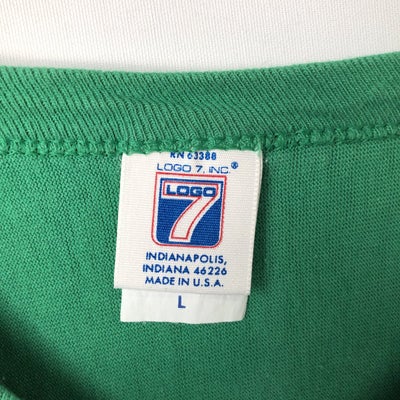 RN 63388
LOGO 7, INC.®
LOGO
7
INDIANAPOLIS,
INDIANA 46226
MADE IN U.S.A.
L